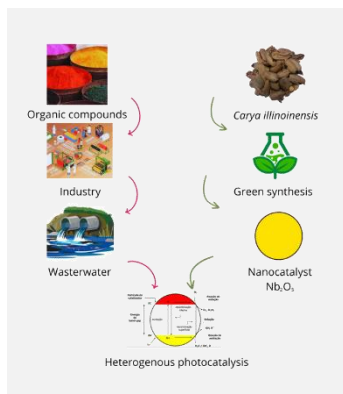 Organic compounds
Carya illinoinensis
Industry
Green synthesis
Wasterwater
Nanocatalyst
Nb₂O₅
Heterogenous photocatalysis